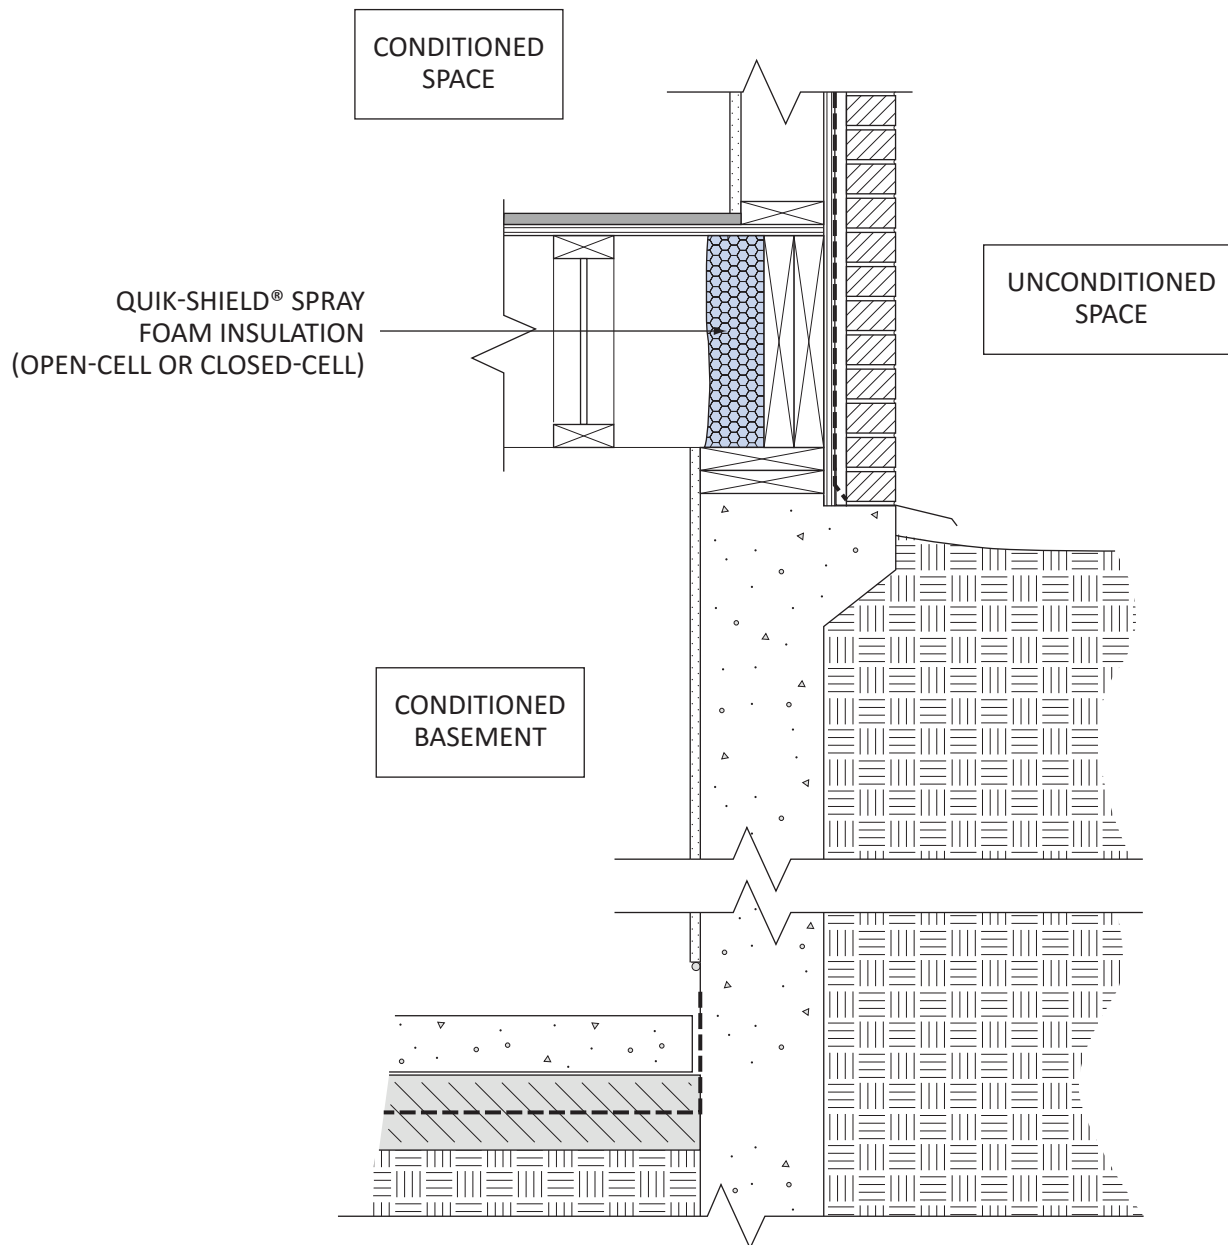 CONDITIONED
SPACE
UNCONDITIONED
SPACE
QUIK-SHIELD® SPRAY
FOAM INSULATION
(OPEN-CELL OR CLOSED-CELL)
CONDITIONED
BASEMENT